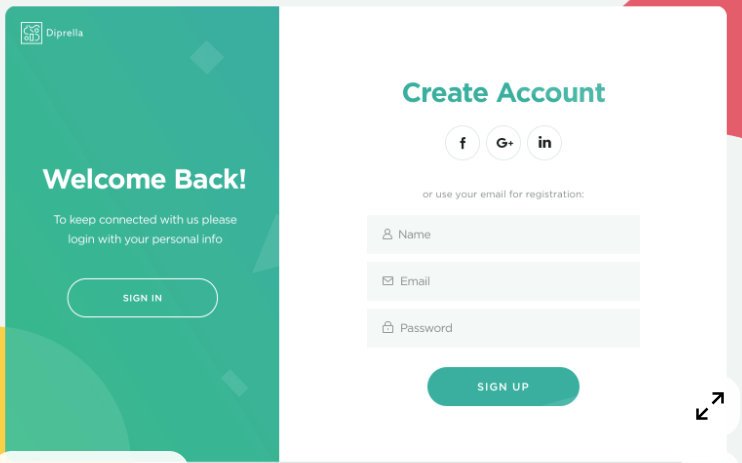 Diprella
Welcome Back!
To keep connected with us please
login with your personal info
SIGN IN
Create Account
f
G+
in
or use your email for registration:
Name
Email
Password
SIGN UP